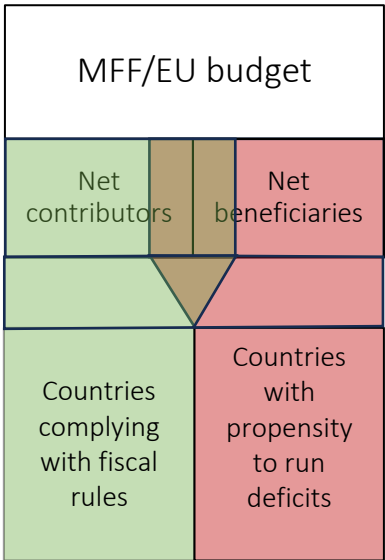 MFF/EU budget
Net
contributors
Net
beneficiaries
Countries
complying
with fiscal
rules
Countries
with
propensity
to run
deficits